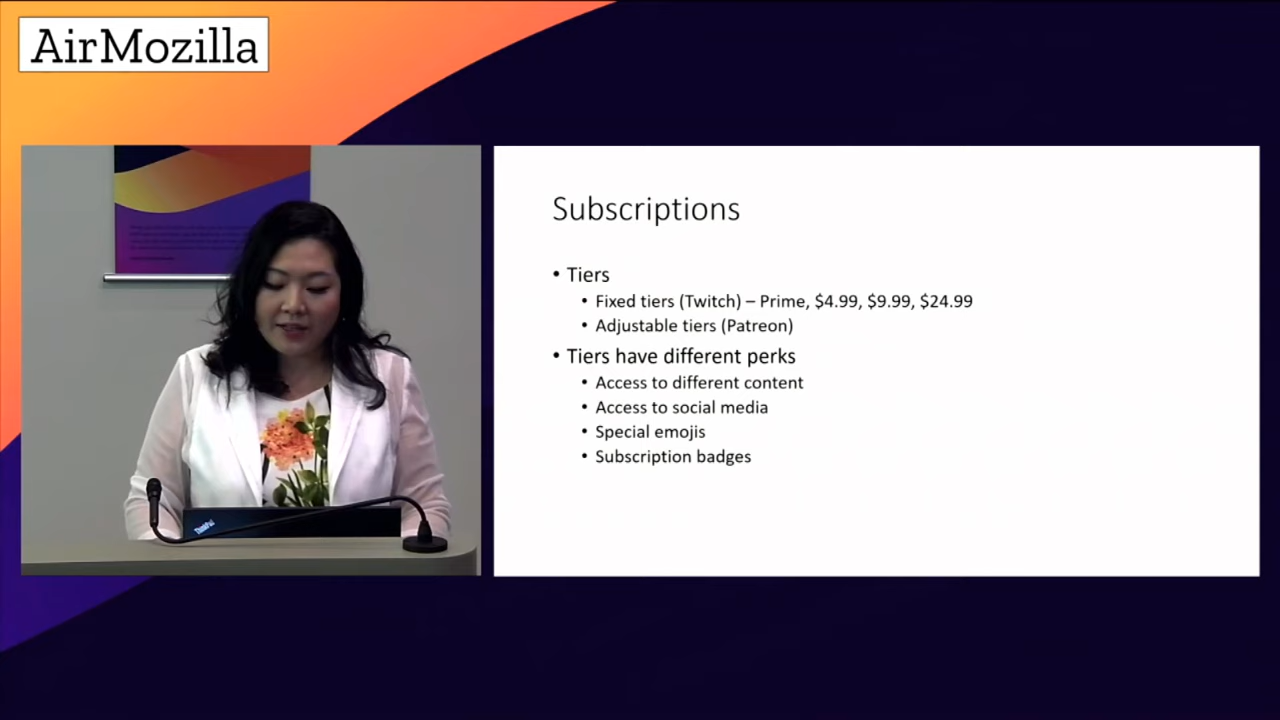 AirMozilla
Subscriptions
• Tiers
• Fixed tiers (Twitch) – Prime, $4.99, $9.99, $24.99
• Adjustable tiers (Patreon)
• Tiers have different perks
• Access to different content
• Access to social media
• Special emojis
• Subscription badges
ThinkPad